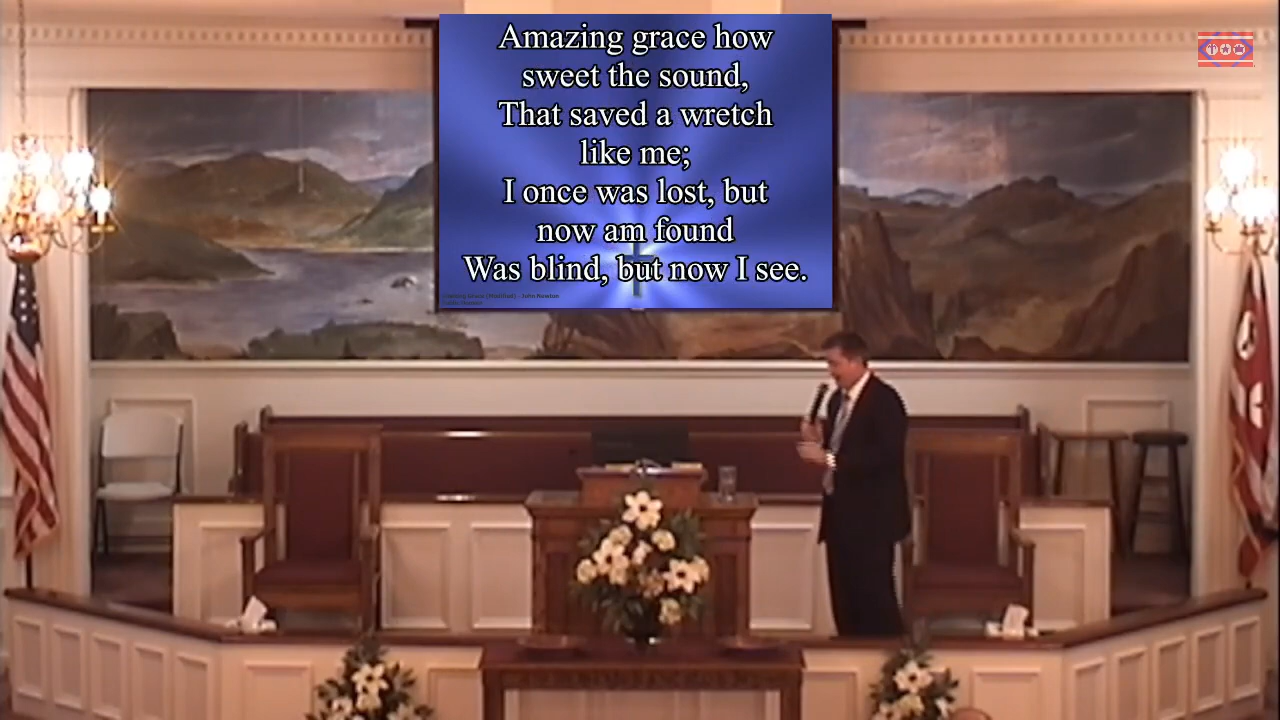 Amazing grace how
sweet the sound,
That saved a wretch
like me;
I once was lost, but
now am found
Was blind, but now I see.